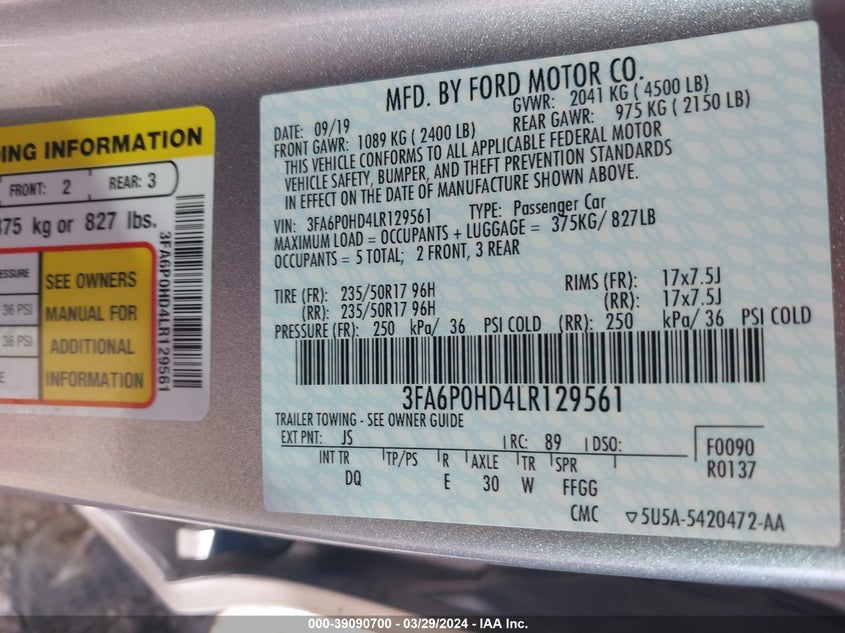 DING INFORMATION
FRONT: 2 REAR: 3
375 kg or 827 lbs.
PRESSURE
36 PSI
36 PSI
SEE OWNERS
MANUAL FOR
ADDITIONAL
INFORMATION
3FA6P0HD4LR129561
MFD. BY FORD MOTOR CO.
DATE: 09/19 GVWR: 2041 KG ( 4500 LB)
FRONT GAWR: 1089 KG ( 2400 LB) REAR GAWR: 975 KG ( 2150 LB)
THIS VEHICLE CONFORMS TO ALL APPLICABLE FEDERAL MOTOR
VEHICLE SAFETY, BUMPER, AND THEFT PREVENTION STANDARDS
IN EFFECT ON THE DATE OF MANUFACTURE SHOWN ABOVE.
VIN: 3FA6P0HD4LR129561 TYPE: Passenger Car
MAXIMUM LOAD = OCCUPANTS + LUGGAGE = 375KG/ 827LB
OCCUPANTS = 5 TOTAL; 2 FRONT, 3 REAR
TIRE (FR): 235/50R17 96H RIMS (FR): 17x7.5J
(RR): 235/50R17 96H (RR): 17x7.5J
PRESSURE (FR): 250 kPa/ 36 PSI COLD (RR): 250 kPa/ 36 PSI COLD
3FA6P0HD4LR129561
TRAILER TOWING - SEE OWNER GUIDE
EXT PNT: JS RC: 89 DSO: F0090
INT TR TP/PS R AXLE TR SPR R0137
DQ E 30 W FFGG
CMC ▽5U5A-5420472-AA
000-39090700 - 03/29/2024 - IAA Inc.